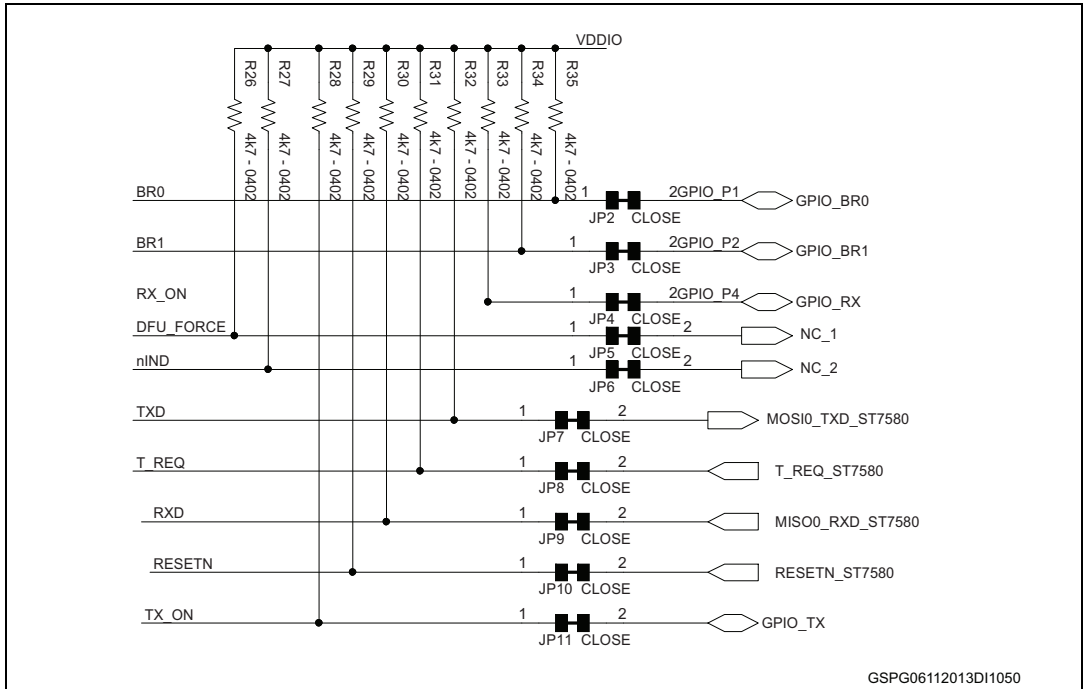 VDDIO
R26
R27
R28
R29
R30
R31
R32
R33
R34
R35
4k7 - 0402
4k7 - 0402
4k7 - 0402
4k7 - 0402
4k7 - 0402
4k7 - 0402
4k7 - 0402
4k7 - 0402
4k7 - 0402
4k7 - 0402
BR0 1 2GPIO_P1 GPIO_BR0
JP2 CLOSE
BR1 1 2GPIO_P2 GPIO_BR1
JP3 CLOSE
RX_ON 1 2GPIO_P4 GPIO_RX
JP4 CLOSE
DFU_FORCE 1 2 NC_1
JP5 CLOSE
nIND 1 2 NC_2
JP6 CLOSE
TXD 1 2 MOSI0_TXD_ST7580
JP7 CLOSE
T_REQ 1 2 T_REQ_ST7580
JP8 CLOSE
RXD 1 2 MISO0_RXD_ST7580
JP9 CLOSE
RESETN 1 2 RESETN_ST7580
JP10 CLOSE
TX_ON 1 2 GPIO_TX
JP11 CLOSE
GSPG06112013DI1050